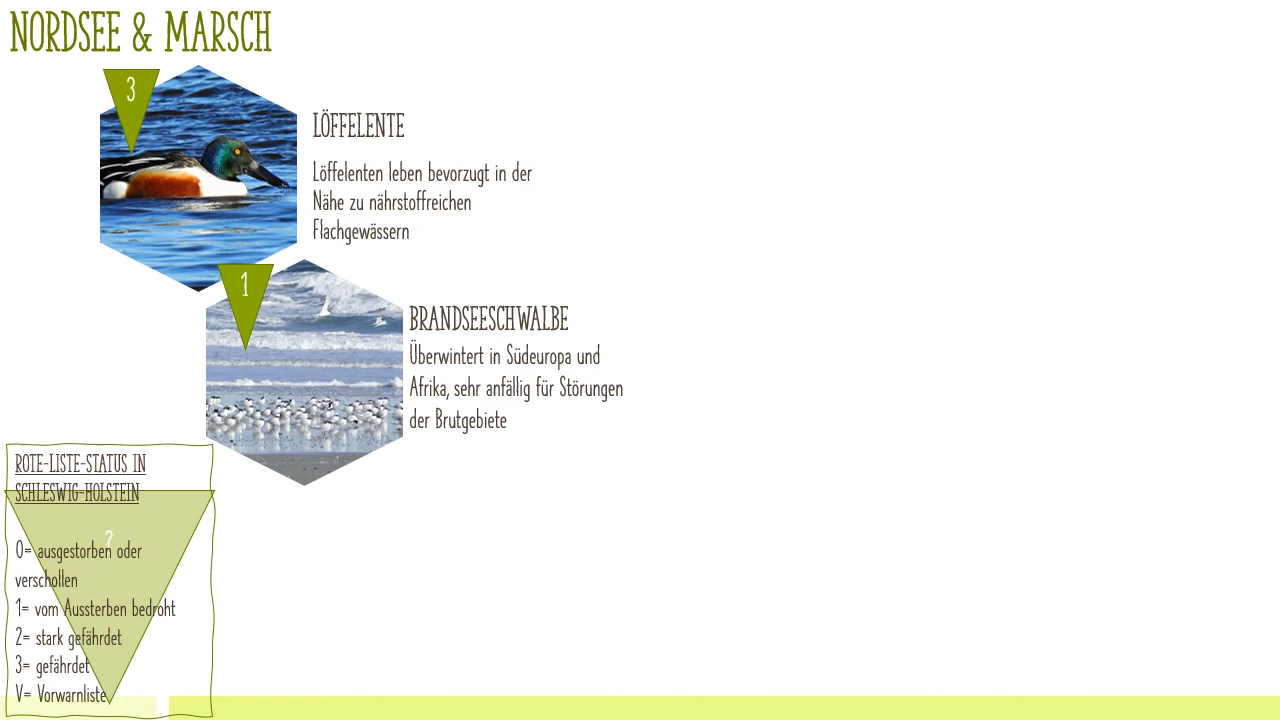 NORDSEE & MARSCH
3
LÖFFELENTE
Löffelenten leben bevorzugt in der
Nähe zu nährstoffreichen
Flachgewässern
1
BRANDSEESCHWALBE
Überwintert in Südeuropa und
Afrika, sehr anfällig für Störungen
der Brutgebiete
ROTE-LISTE-STATUS IN
SCHLESWIG-HOLSTEIN
?
0= ausgestorben oder
verschollen
1= vom Aussterben bedroht
2= stark gefährdet
3= gefährdet
V= Vorwarnliste